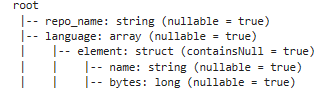 root
 |-- repo_name: string (nullable = true)
 |-- language: array (nullable = true)
 |    |-- element: struct (containsNull = true)
 |    |    |-- name: string (nullable = true)
 |    |    |-- bytes: long (nullable = true)